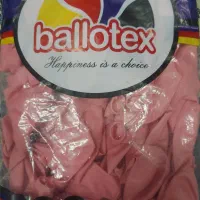 ballotex
Happiness is a choice